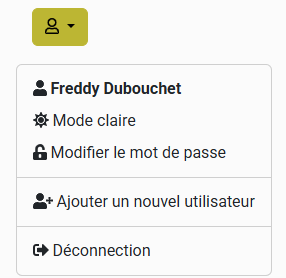 Freddy Dubouchet
Mode claire
Modifier le mot de passe
Ajouter un nouvel utilisateur
Déconnection